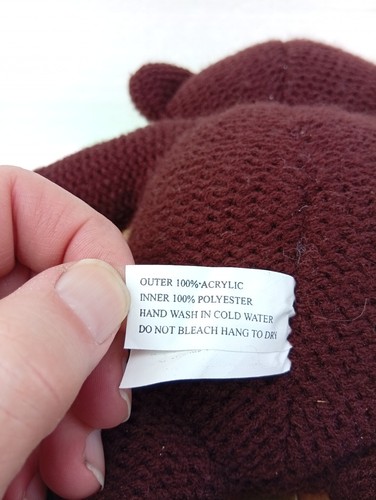 OUTER 100% ACRYLIC
INNER 100% POLYESTER
HAND WASH IN COLD WATER
DO NOT BLEACH HANG TO DRY